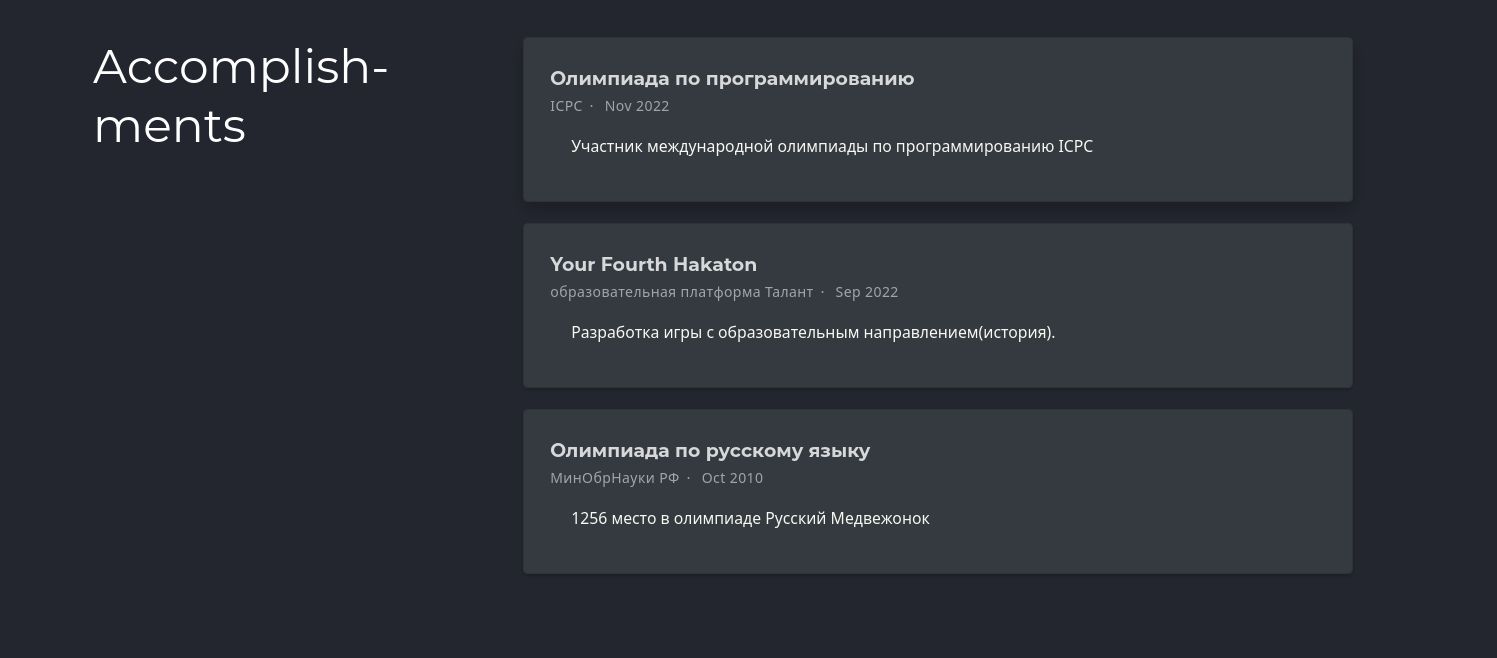 Accomplish-
ments
Олимпиада по программированию
ICPC · Nov 2022
Участник международной олимпиады по программированию ICPC
Your Fourth Hakaton
образовательная платформа Талант · Sep 2022
Разработка игры с образовательным направлением(история).
Олимпиада по русскому языку
МинОбрНауки РФ · Oct 2010
1256 место в олимпиаде Русский Медвежонок